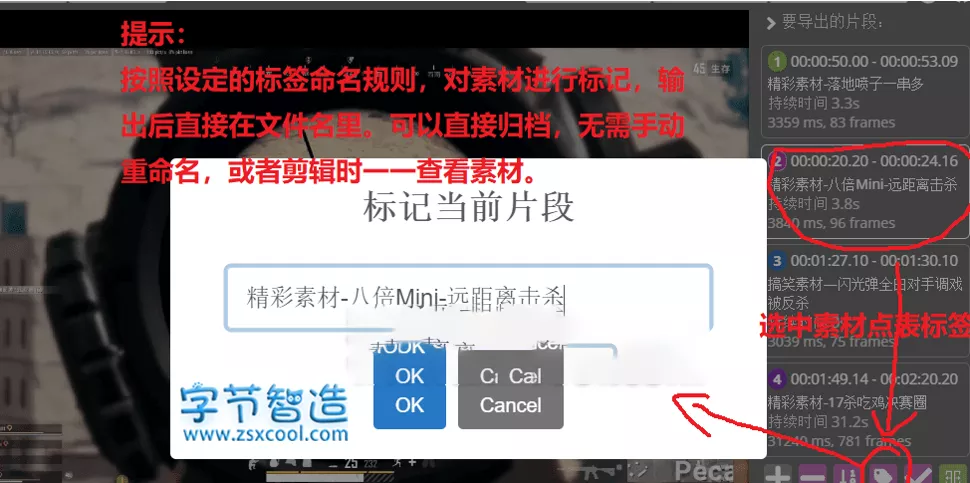 提示：
按照设定的标签命名规则，对素材进行标记，输
出后直接在文件名里。可以直接归档，无需手动
重命名，或者剪辑时一一查看素材。
45 生存
标记当前片段
精彩素材-八倍Mini-远距离击杀
OK
OK
Cancel
字节智造
www.zsxcool.com
25 232
要导出的片段：
1 00:00:50.00 - 00:00:53.09
精彩素材-落地喷子一串多
持续时间 3.3s
3359 ms, 83 frames
2 00:00:20.20 - 00:00:24.16
精彩素材-八倍Mini-远距离击杀
持续时间 3.8s
3840 ms, 96 frames
3 00:01:27.10 - 00:01:30.10
搞笑素材—闪光弹全白对手调戏
被反杀
选中素材点表标签
3039 ms, 75 frames
4 00:01:49.14 - 00:02:20.20
精彩素材-17杀吃鸡决赛圈
持续时间 31.2s
31240 ms, 781 frames